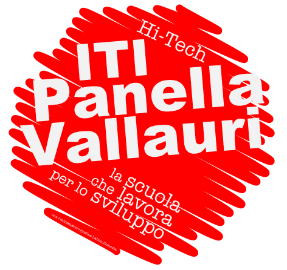 Hi-Tech
ITI
Panella
Vallauri
la scuola
che lavora
per lo sviluppo